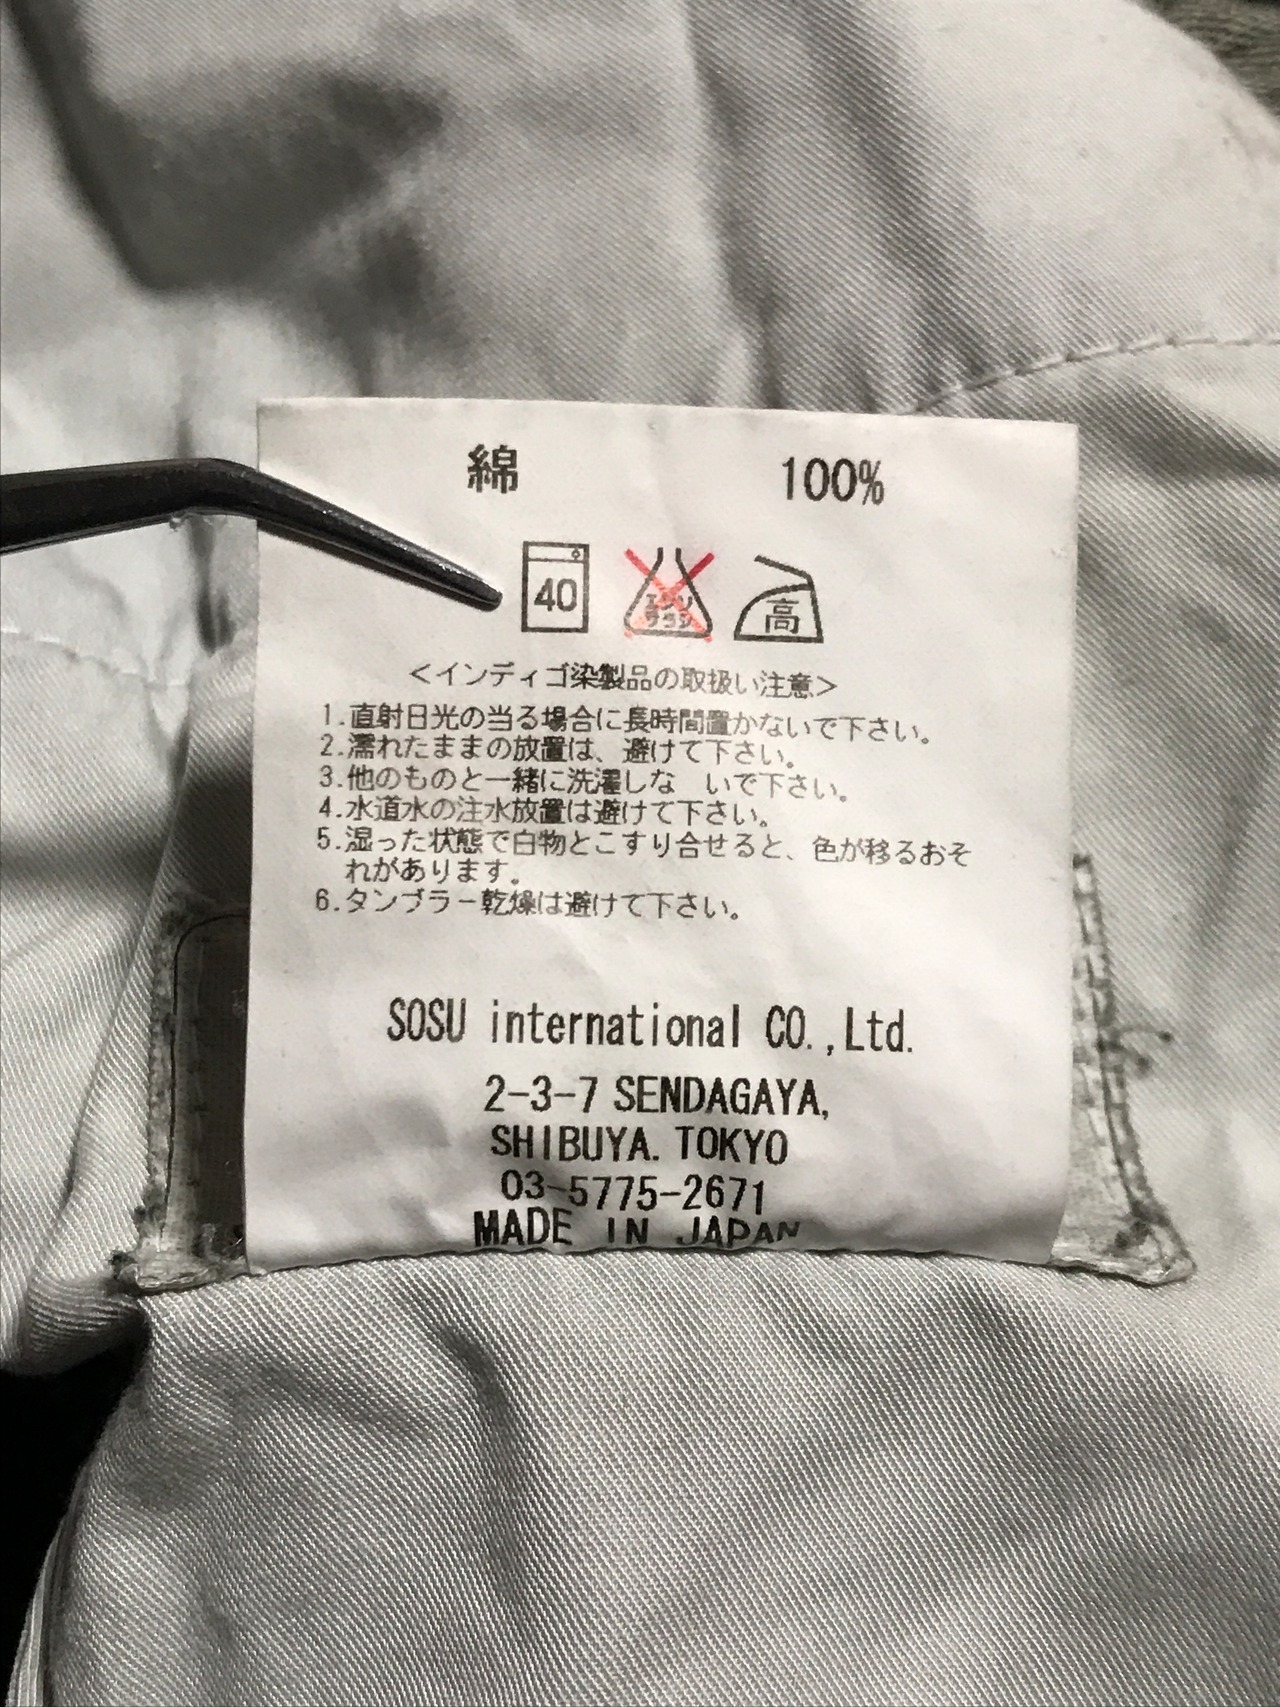 綿 100%
40 エンソサラシ 高
<インディゴ染製品の取扱い注意>
1.直射日光の当る場合に長時間置かないで下さい。
2.濡れたままの放置は、避けて下さい。
3.他のものと一緒に洗濯しな いで下さい。
4.水道水の注水放置は避けて下さい。
5.湿った状態で白物とこすり合せると、色が移るおそ
れがあります。
6.タンブラー乾燥は避けて下さい。
SOSU international CO.,Ltd.
2-3-7 SENDAGAYA,
SHIBUYA. TOKYO
03-5775-2671
MADE IN JAPAN